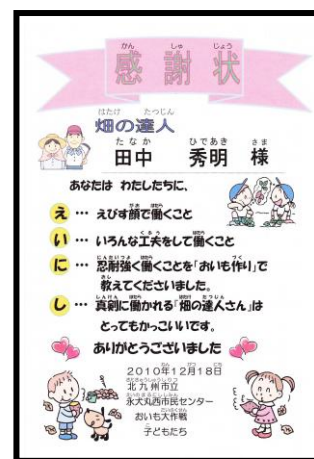 感謝状
畑の達人
田中 秀明 様
あなたは わたしたちに、
え … えびす顔で働くこと
い … いろんな工夫をして働くこと
に … 忍耐強く働くことを「おいも作り」で
教えてくださいました。
し … 真剣に働かれる「畑の達人さん」は
とってもかっこいいです。
ありがとうございました
2010年12月18日
北九州市立
永犬丸西市民センター
おいも大作戦
子どもたち